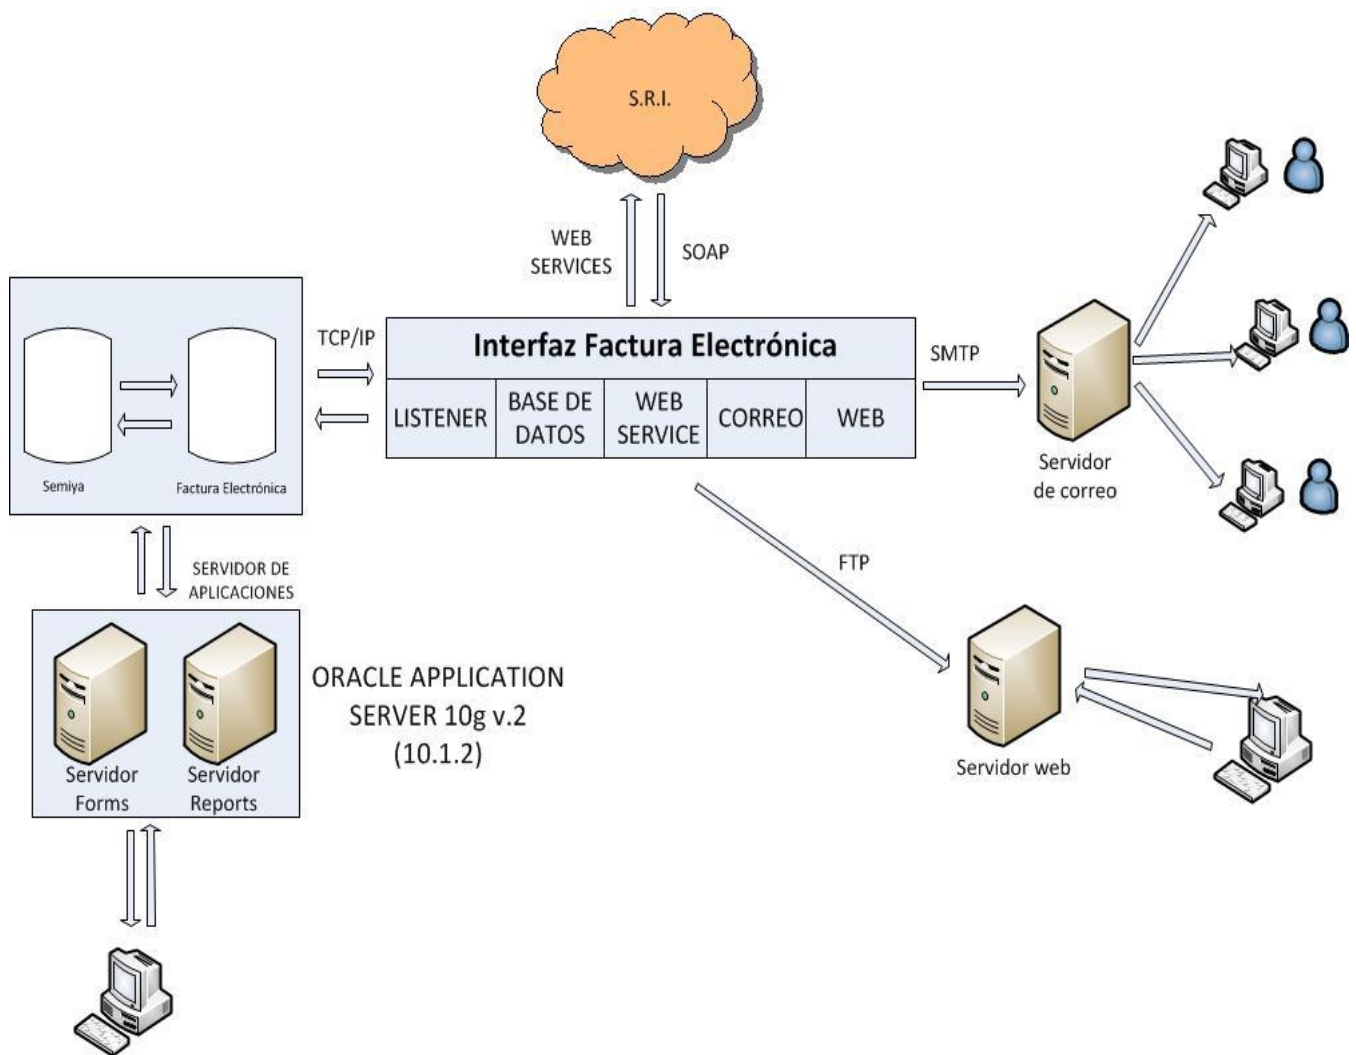 S.R.I.
WEB
SERVICES
SOAP
TCP/IP
Interfaz Factura Electrónica
LISTENER
BASE DE
DATOS
WEB
SERVICE
CORREO
WEB
SMTP
Semiya
Factura Electrónica
Servidor
de correo
SERVIDOR DE
APLICACIONES
FTP
ORACLE APPLICATION
SERVER 10g v.2
(10.1.2)
Servidor
Forms
Servidor
Reports
Servidor web